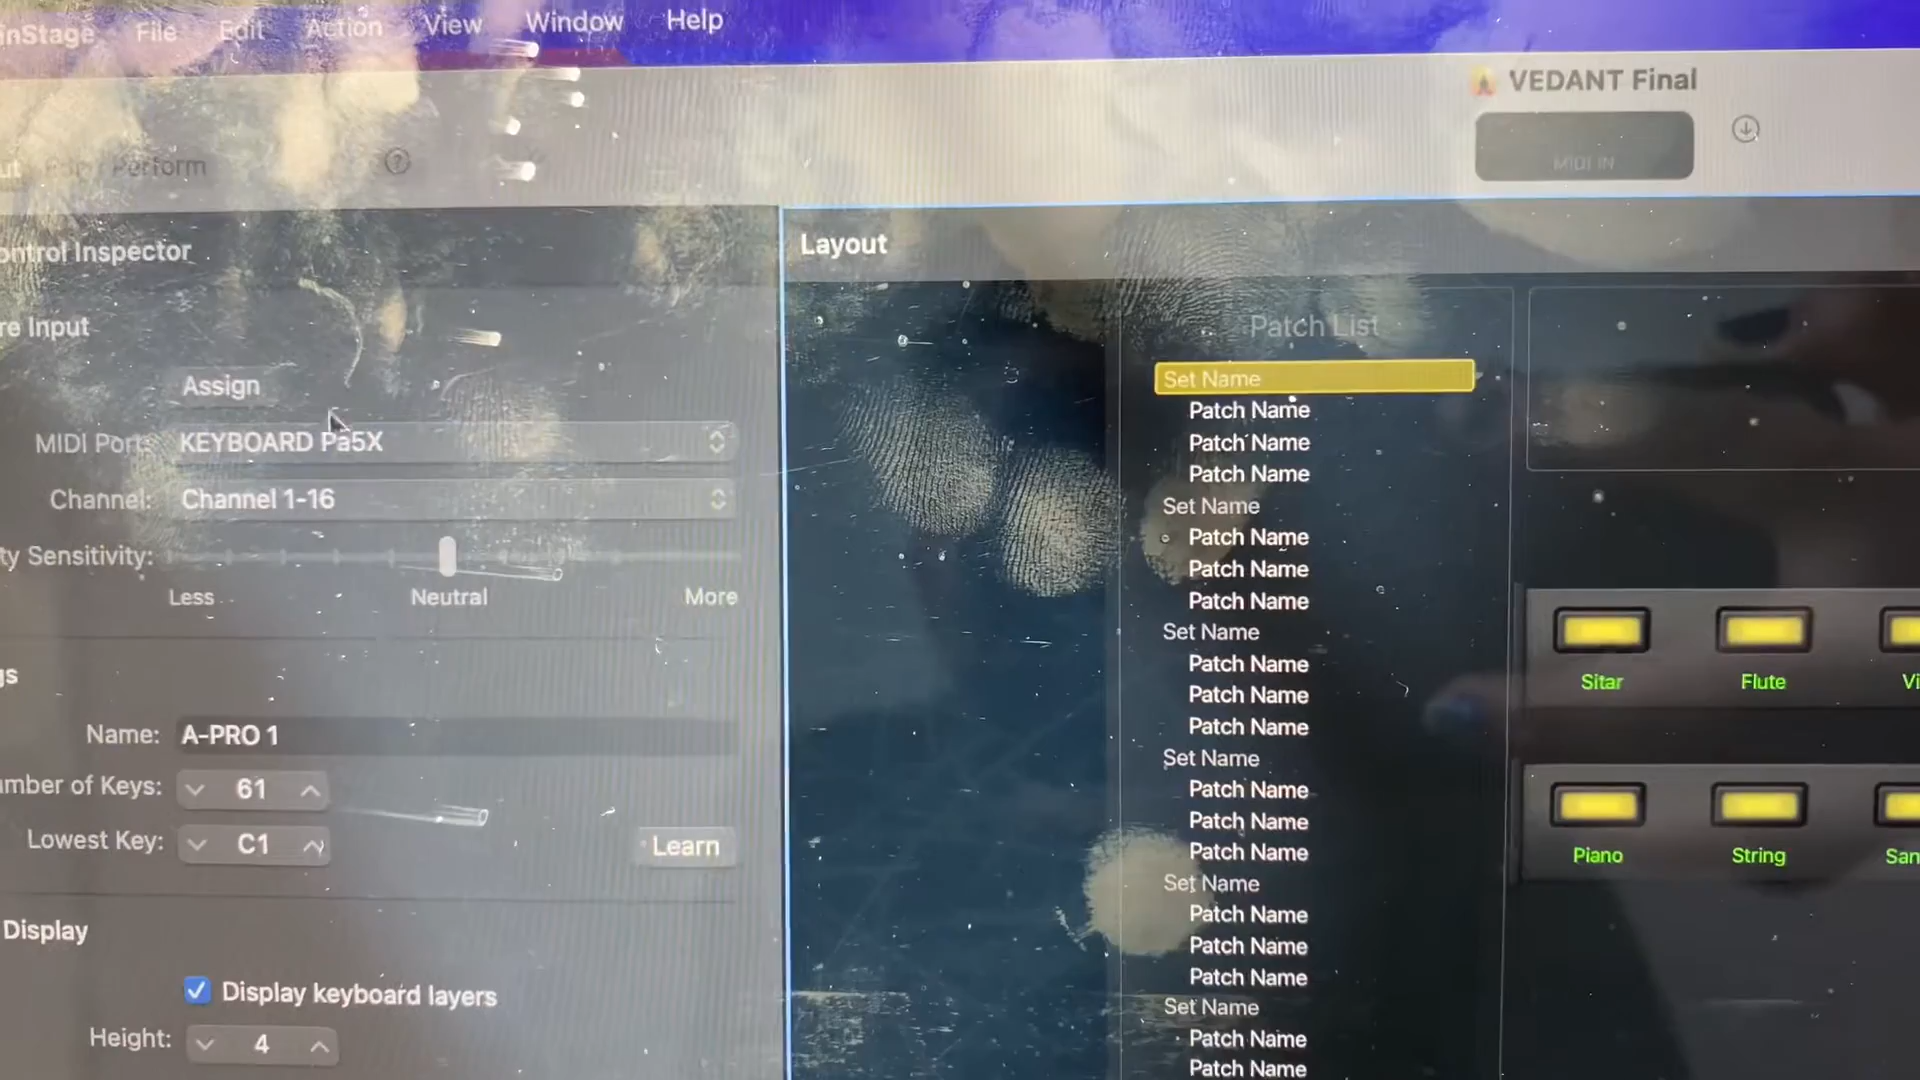 inStage File Edit Action View Window Help
VEDANT Final
Perform
MIDI IN
ontrol Inspector
Layout
re Input
Patch List
Assign
MIDI Port: KEYBOARD Pa5X
Channel: Channel 1-16
ty Sensitivity:
Less Neutral More
gs
Name: A-PRO 1
umber of Keys: 61
Lowest Key: C1
Learn
Display
Display keyboard layers
Height: 4
Set Name
Patch Name
Patch Name
Patch Name
Set Name
Patch Name
Patch Name
Patch Name
Set Name
Patch Name
Patch Name
Patch Name
Set Name
Patch Name
Patch Name
Patch Name
Set Name
Patch Name
Patch Name
Patch Name
Set Name
Patch Name
Patch Name
Sitar Flute Vi
Piano String San